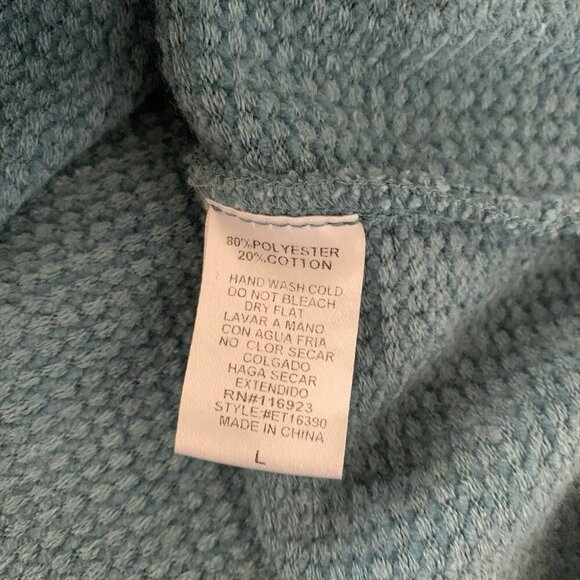 80%POLYESTER
20%COTTON
HAND WASH COLD
DO NOT BLEACH
DRY FLAT
LAVAR A MANO
CON AGUA FRIA
NO CLOR SECAR
COLGADO
HAGA SECAR
EXTENDIDO
RN#116923
STYLE:#ET16390
MADE IN CHINA
L